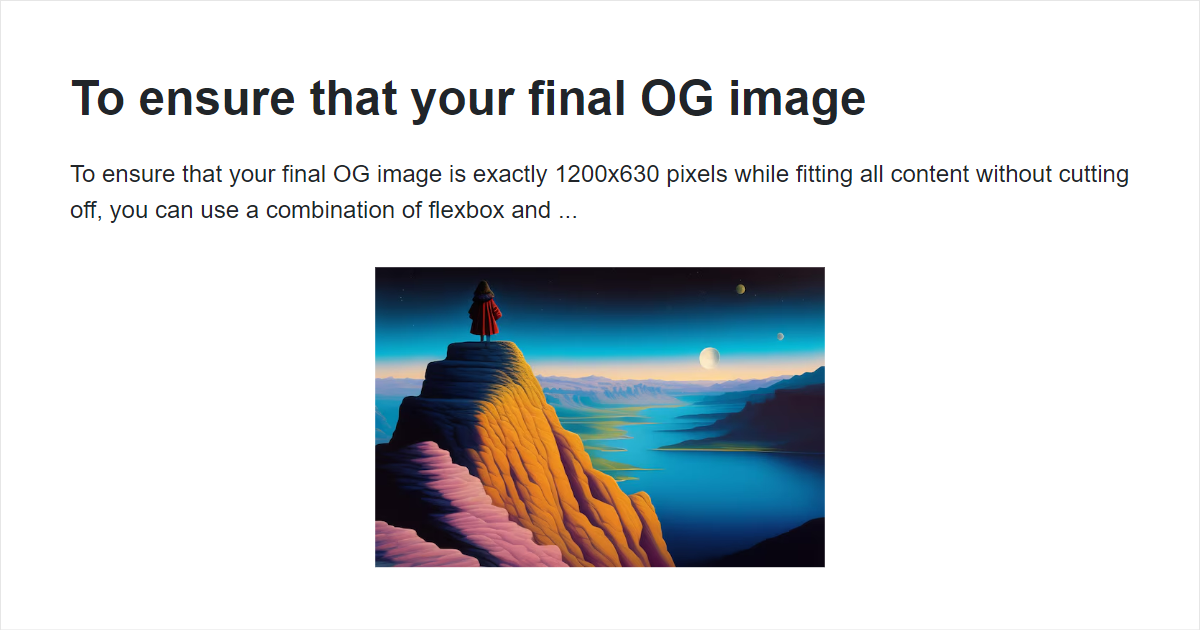 To ensure that your final OG image
To ensure that your final OG image is exactly 1200x630 pixels while fitting all content without cutting
off, you can use a combination of flexbox and ...